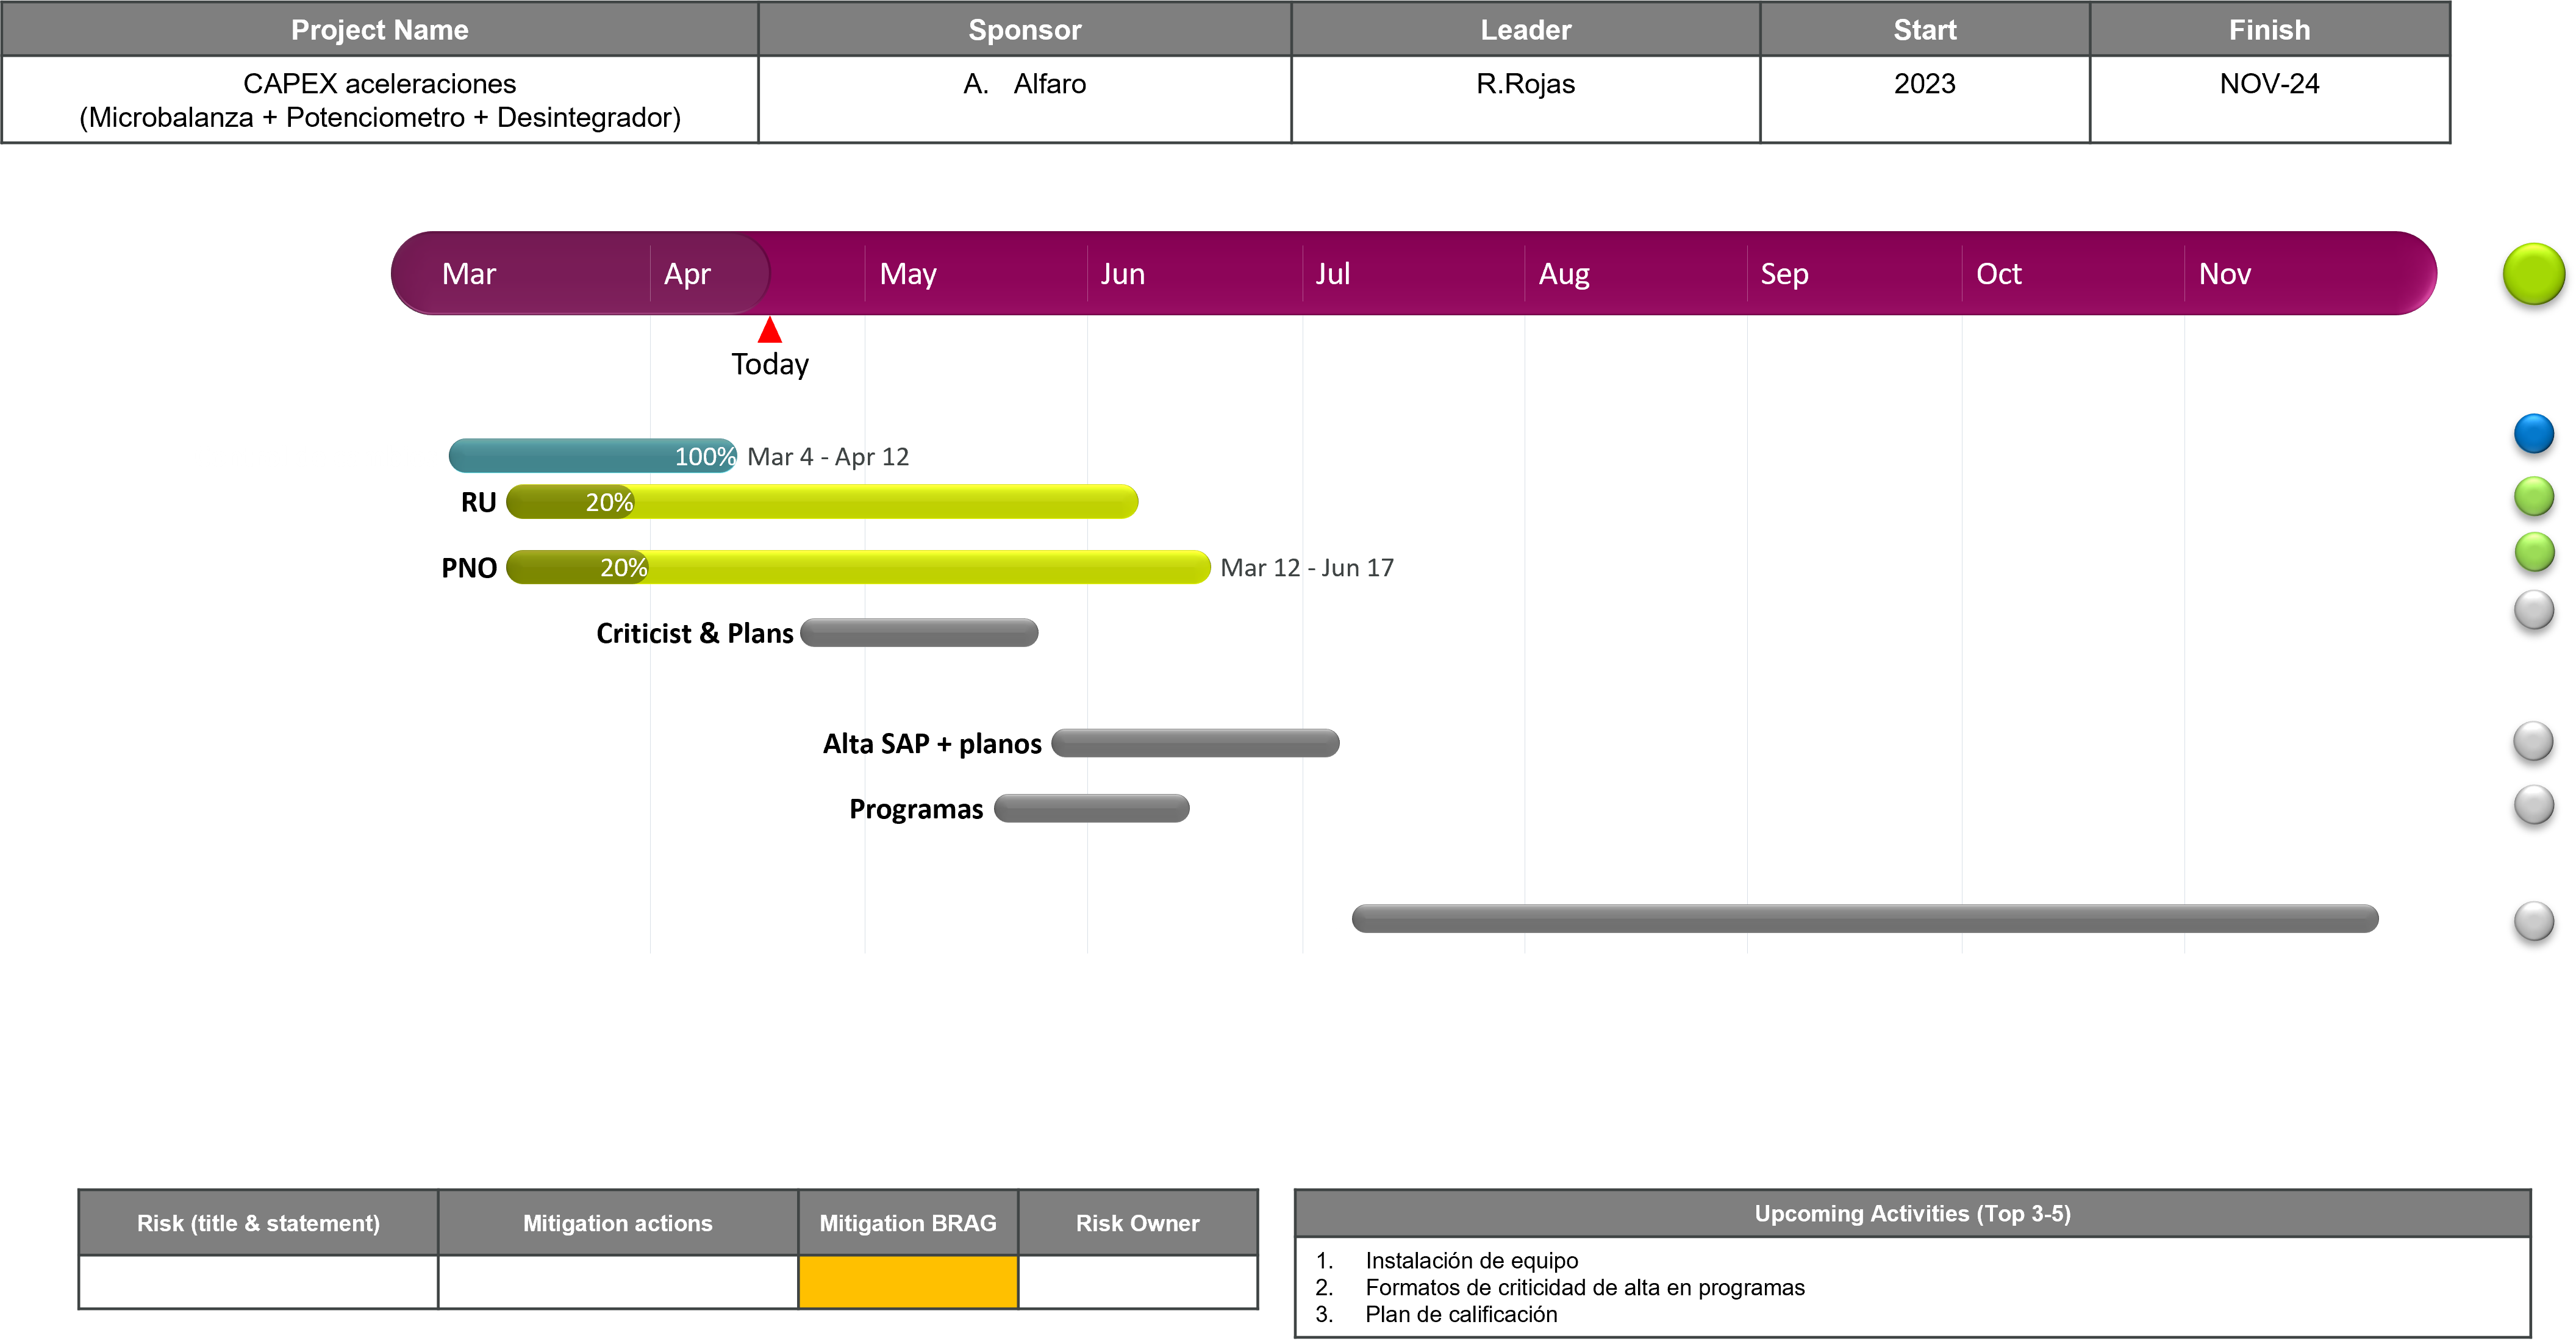 Project Name Sponsor Leader Start Finish
CAPEX aceleraciones A. Alfaro R.Rojas 2023 NOV-24
(Microbalanza + Potenciometro + Desintegrador)
Mar Apr May Jun Jul Aug Sep Oct Nov
Today
100% Mar 4 - Apr 12
RU 20%
PNO 20% Mar 12 - Jun 17
Criticist & Plans
Alta SAP + planos
Programas
Risk (title & statement) Mitigation actions Mitigation BRAG Risk Owner
Upcoming Activities (Top 3-5)
1. Instalación de equipo
2. Formatos de criticidad de alta en programas
3. Plan de calificación